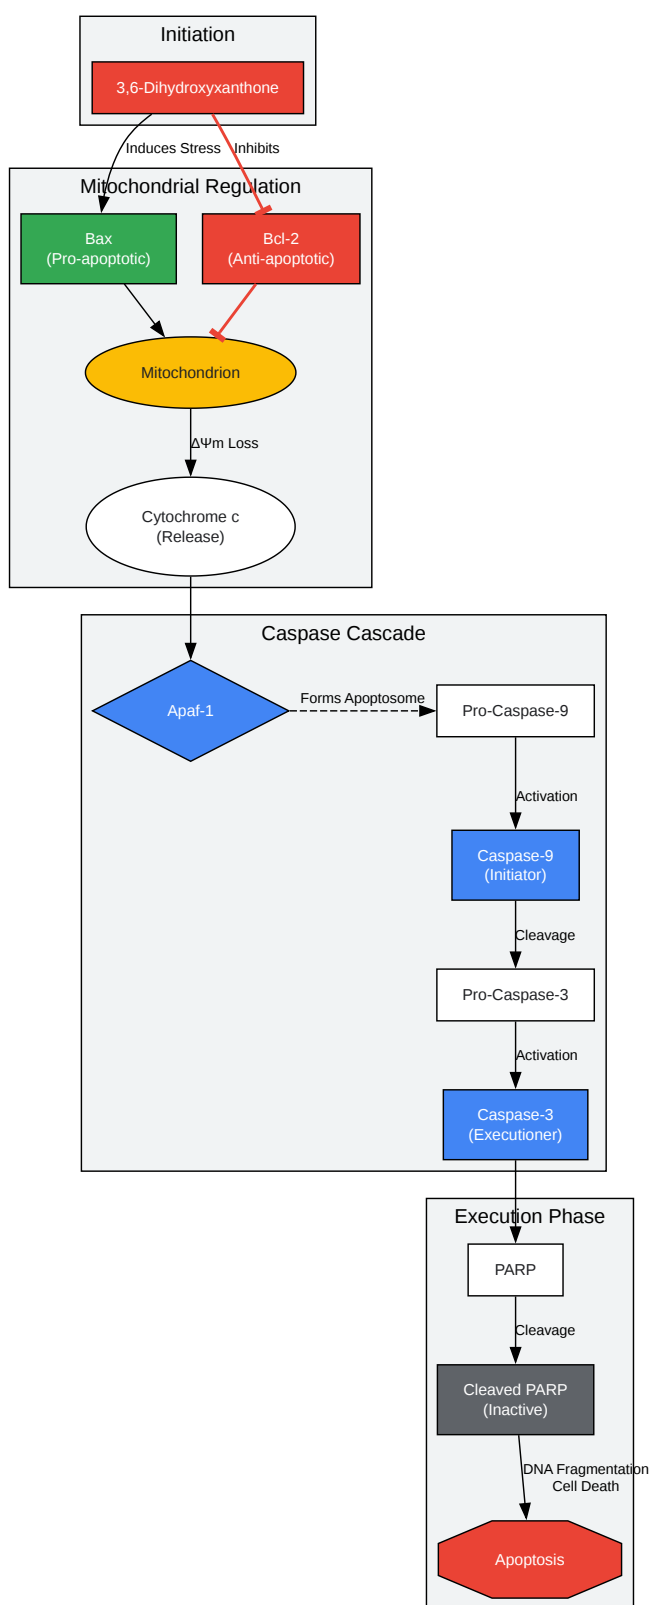 Initiation
3,6-Dihydroxyxanthone
Induces Stress
Inhibits
Mitochondrial Regulation
Bax
(Pro-apoptotic)
Bcl-2
(Anti-apoptotic)
Mitochondrion
ΔΨm Loss
Cytochrome c
(Release)
Caspase Cascade
Apaf-1
Forms Apoptosome
Pro-Caspase-9
Activation
Caspase-9
(Initiator)
Cleavage
Pro-Caspase-3
Activation
Caspase-3
(Executioner)
Execution Phase
PARP
Cleavage
Cleaved PARP
(Inactive)
DNA Fragmentation
Cell Death
Apoptosis